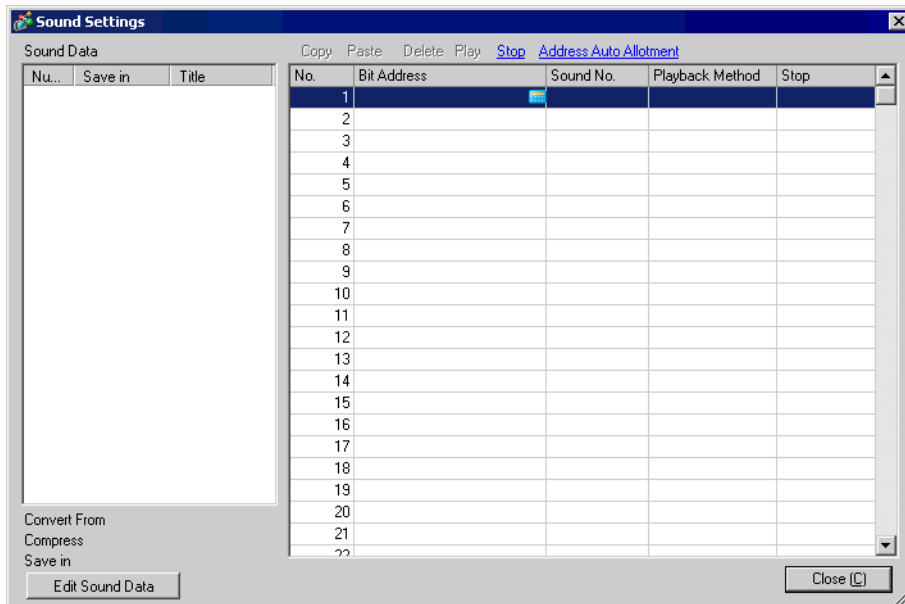 Sound Settings
Sound Data
Copy Paste Delete Play Stop Address Auto Allotment
Nu... Save in Title
No. Bit Address Sound No. Playback Method Stop
1
2
3
4
5
6
7
8
9
10
11
12
13
14
15
16
17
18
19
20
21
22
Convert From
Compress
Save in
Edit Sound Data
Close (C)